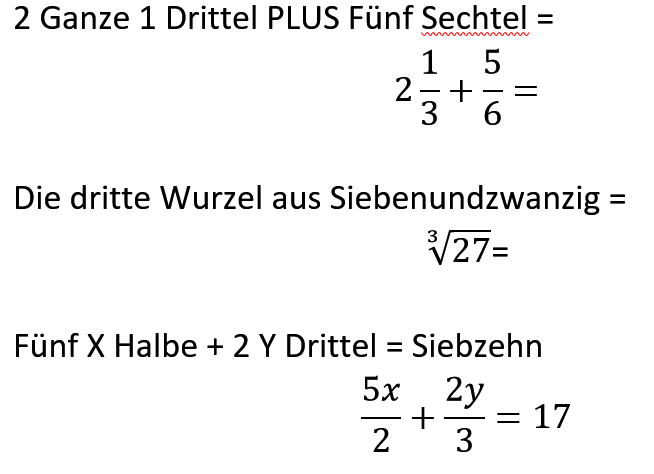 2 Ganze 1 Drittel PLUS Fünf Sechtel =
2 1/3 + 5/6 =
Die dritte Wurzel aus Siebenundzwanzig =
∛27=
Fünf X Halbe + 2 Y Drittel = Siebzehn
5x/2 + 2y/3 = 17